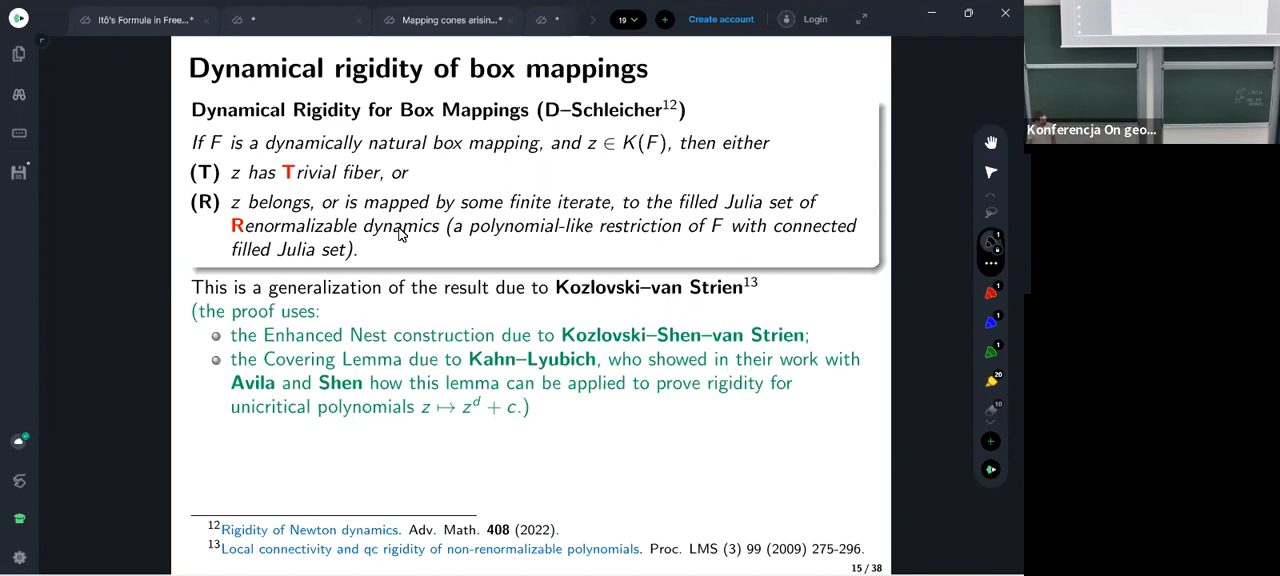 Itô's Formula in Free...*
*
Mapping cones arisin...*
*
19
Create account
Login
Dynamical rigidity of box mappings
Dynamical Rigidity for Box Mappings (D–Schleicher¹²)
If F is a dynamically natural box mapping, and z ∈ K(F), then either
(T) z has Trivial fiber, or
(R) z belongs, or is mapped by some finite iterate, to the filled Julia set of
Renormalizable dynamics (a polynomial-like restriction of F with connected
filled Julia set).
This is a generalization of the result due to Kozlovski–van Strien¹³
(the proof uses:
the Enhanced Nest construction due to Kozlovski–Shen–van Strien;
the Covering Lemma due to Kahn–Lyubich, who showed in their work with
Avila and Shen how this lemma can be applied to prove rigidity for
unicritical polynomials z ↦ zᵈ + c.)
¹²Rigidity of Newton dynamics. Adv. Math. 408 (2022).
¹³Local connectivity and qc rigidity of non-renormalizable polynomials. Proc. LMS (3) 99 (2009) 275-296.
15 / 38
1
1
1
1
20
10
Konferencja On geo...